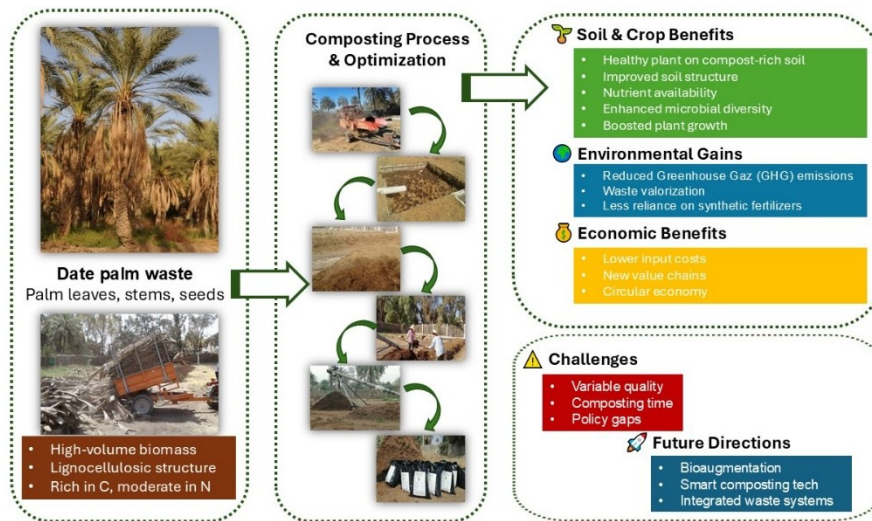 Date palm waste
Palm leaves, stems, seeds
High-volume biomass
Lignocellulosic structure
Rich in C, moderate in N
Composting Process
& Optimization
Soil & Crop Benefits
Healthy plant on compost-rich soil
Improved soil structure
Nutrient availability
Enhanced microbial diversity
Boosted plant growth
Environmental Gains
Reduced Greenhouse Gaz (GHG) emissions
Waste valorization
Less reliance on synthetic fertilizers
Economic Benefits
Lower input costs
New value chains
Circular economy
Challenges
Variable quality
Composting time
Policy gaps
Future Directions
Bioaugmentation
Smart composting tech
Integrated waste systems